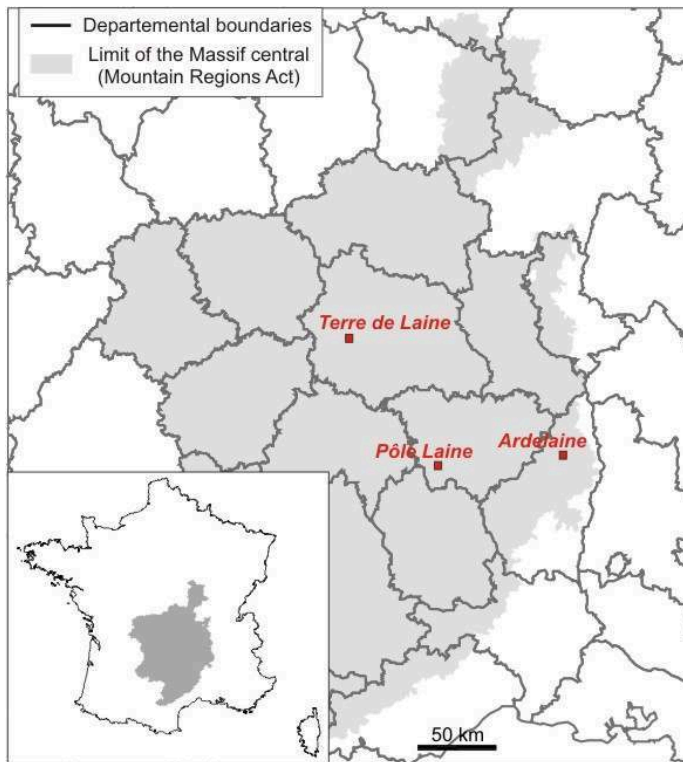 Departemental boundaries
Limit of the Massif central
(Mountain Regions Act)
Terre de Laine
Pôle Laine
Ardelaine
50 km